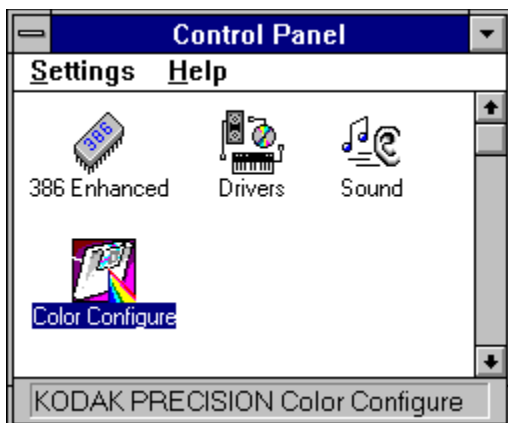 Control Panel
Settings Help
386
386 Enhanced Drivers Sound
Color Configure
KODAK PRECISION Color Configure